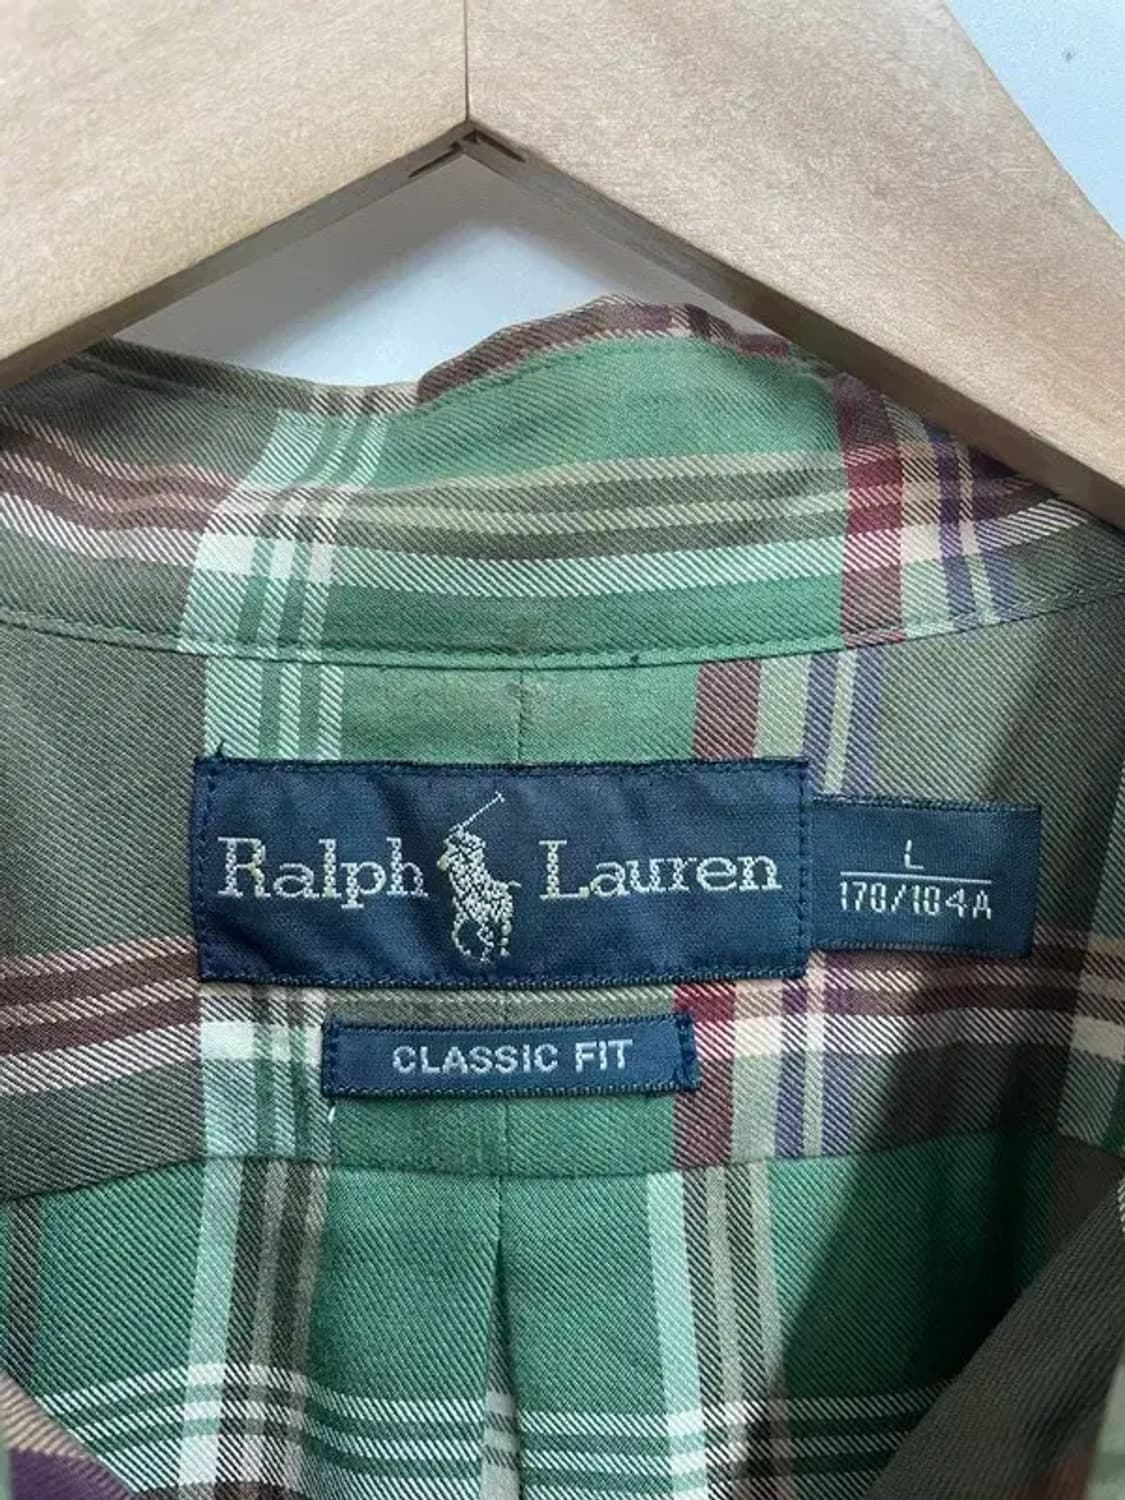 Ralph Lauren
L
170/104A
CLASSIC FIT